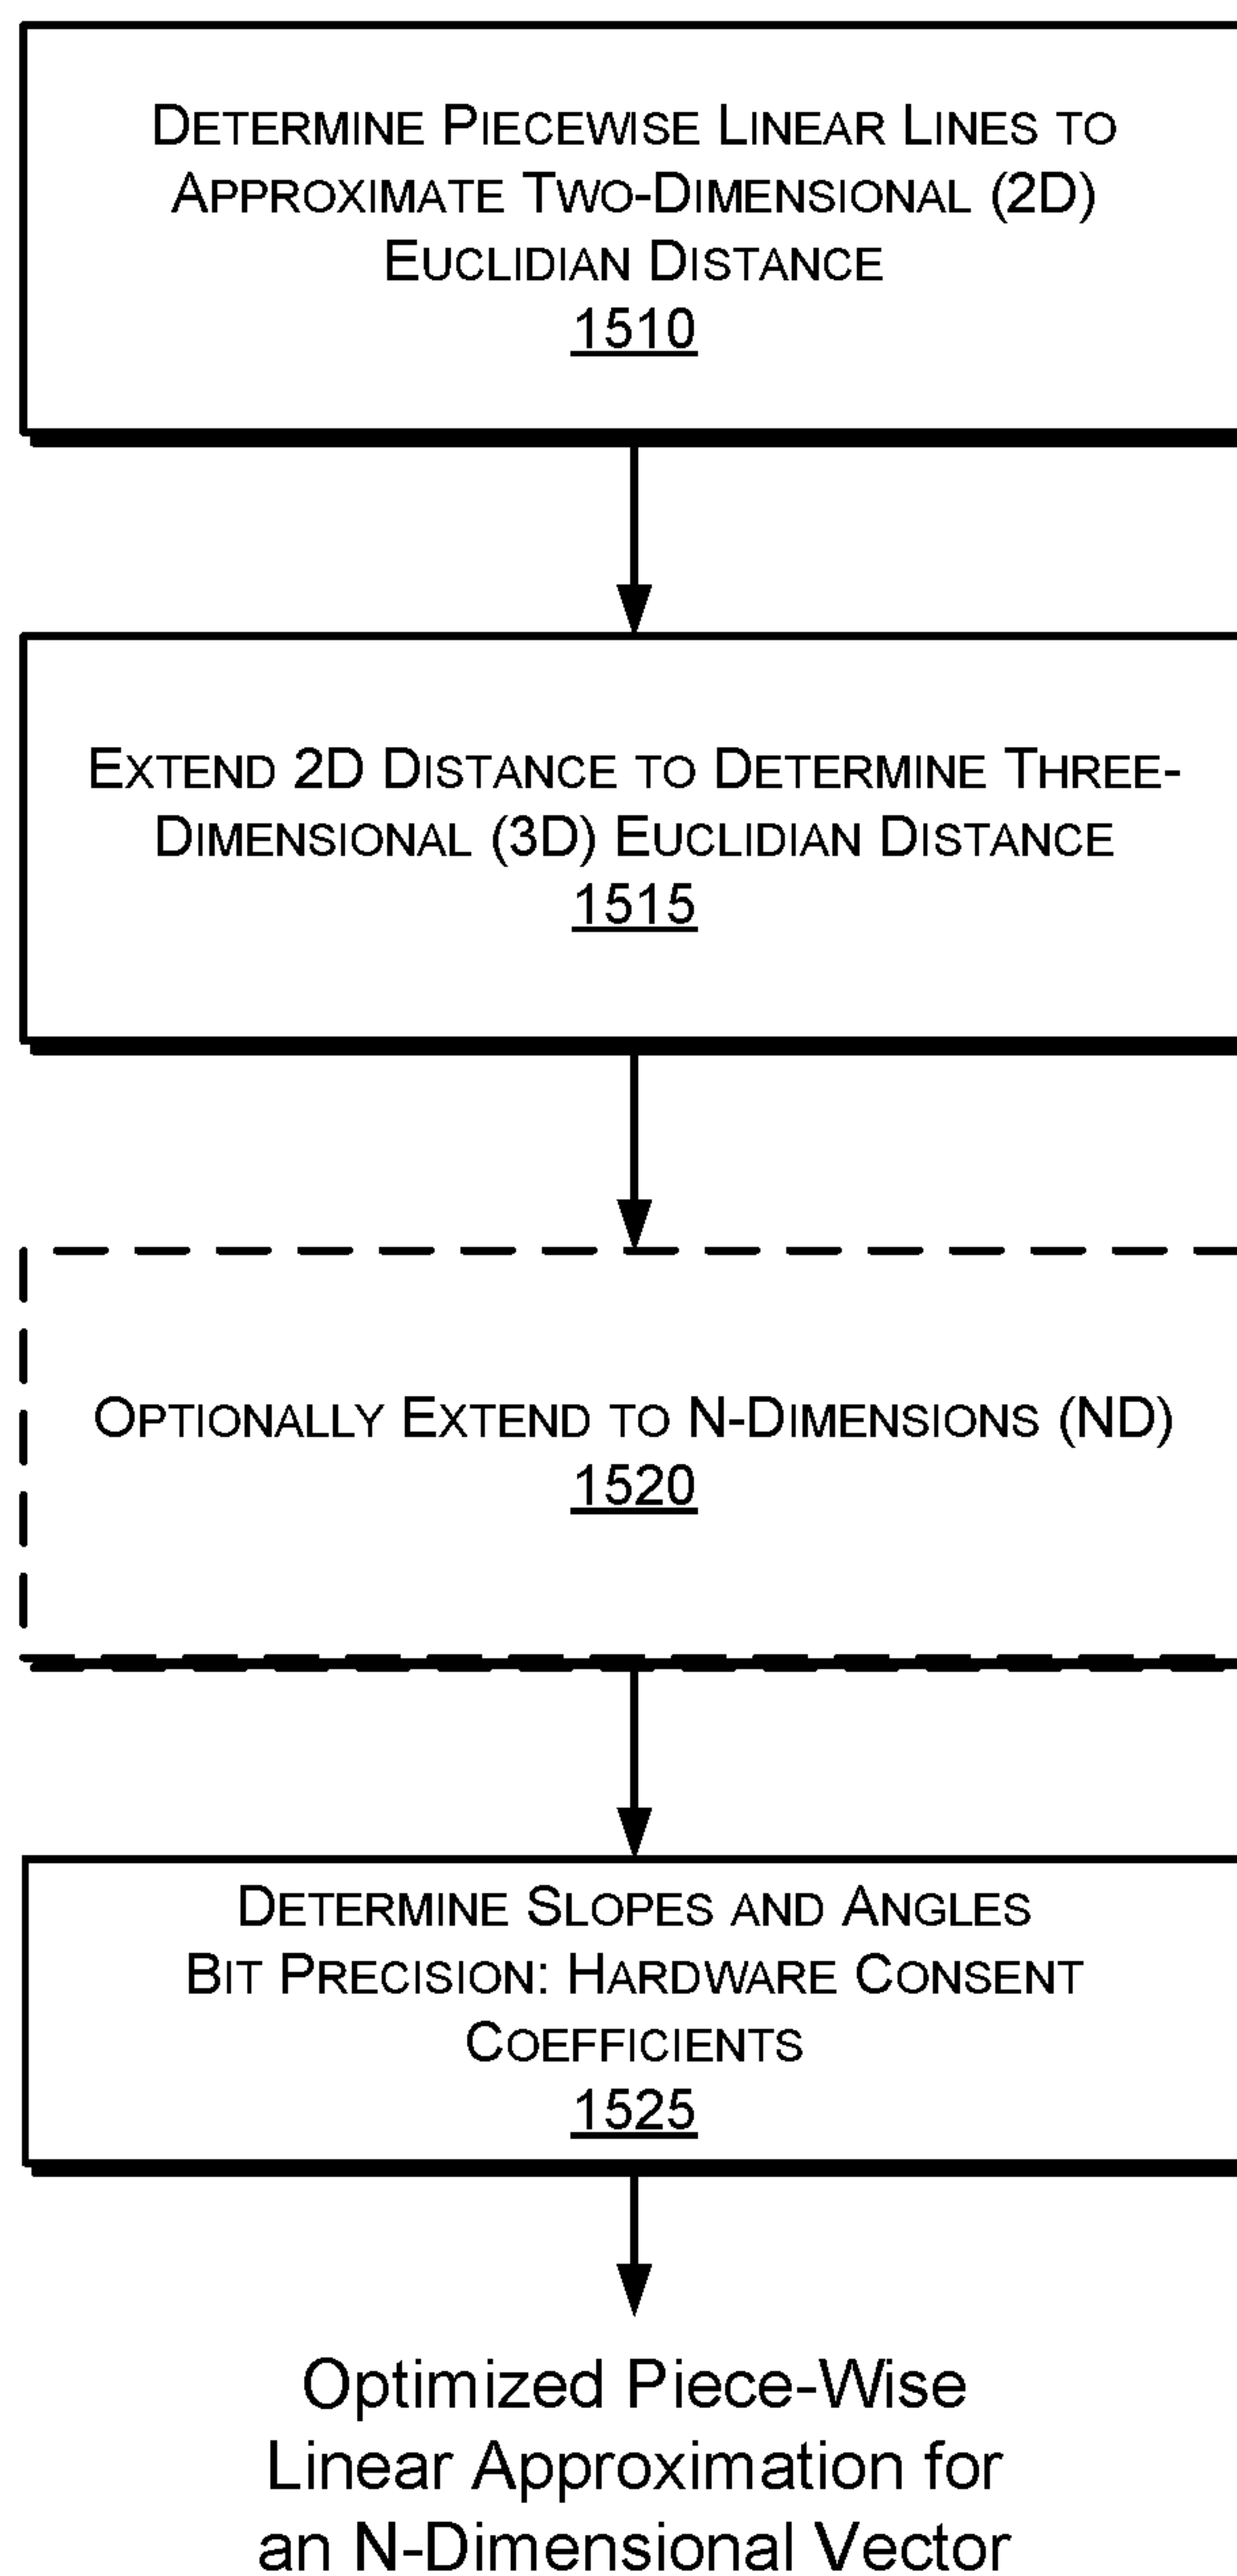 DETERMINE PIECEWISE LINEAR LINES TO
APPROXIMATE TWO-DIMENSIONAL (2D)
EUCLIDIAN DISTANCE
1510
EXTEND 2D DISTANCE TO DETERMINE THREE-
DIMENSIONAL (3D) EUCLIDIAN DISTANCE
1515
OPTIONALLY EXTEND TO N-DIMENSIONS (ND)
1520
DETERMINE SLOPES AND ANGLES
BIT PRECISION: HARDWARE CONSENT
COEFFICIENTS
1525
Optimized Piece-Wise
Linear Approximation for
an N-Dimensional Vector